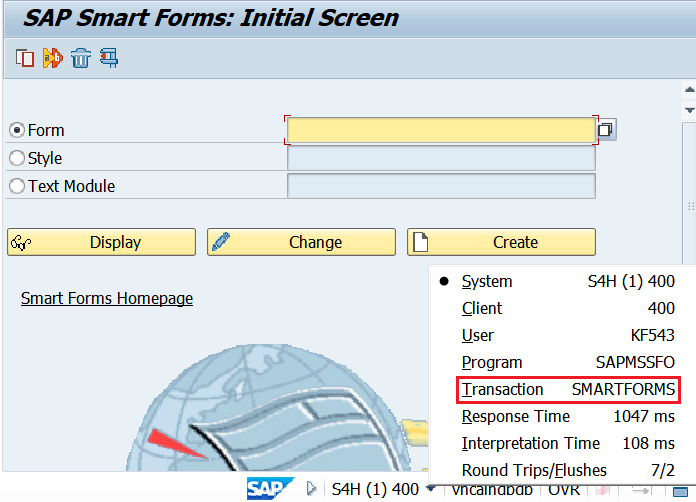 SAP Smart Forms: Initial Screen
Form
Style
Text Module
Display Change Create
Smart Forms Homepage
System S4H (1) 400
Client 400
User KF543
Program SAPMSSFO
Transaction SMARTFORMS
Response Time 1047 ms
Interpretation Time 108 ms
Round Trips/Flushes 7/2
SAP S4H (1) 400 OVR